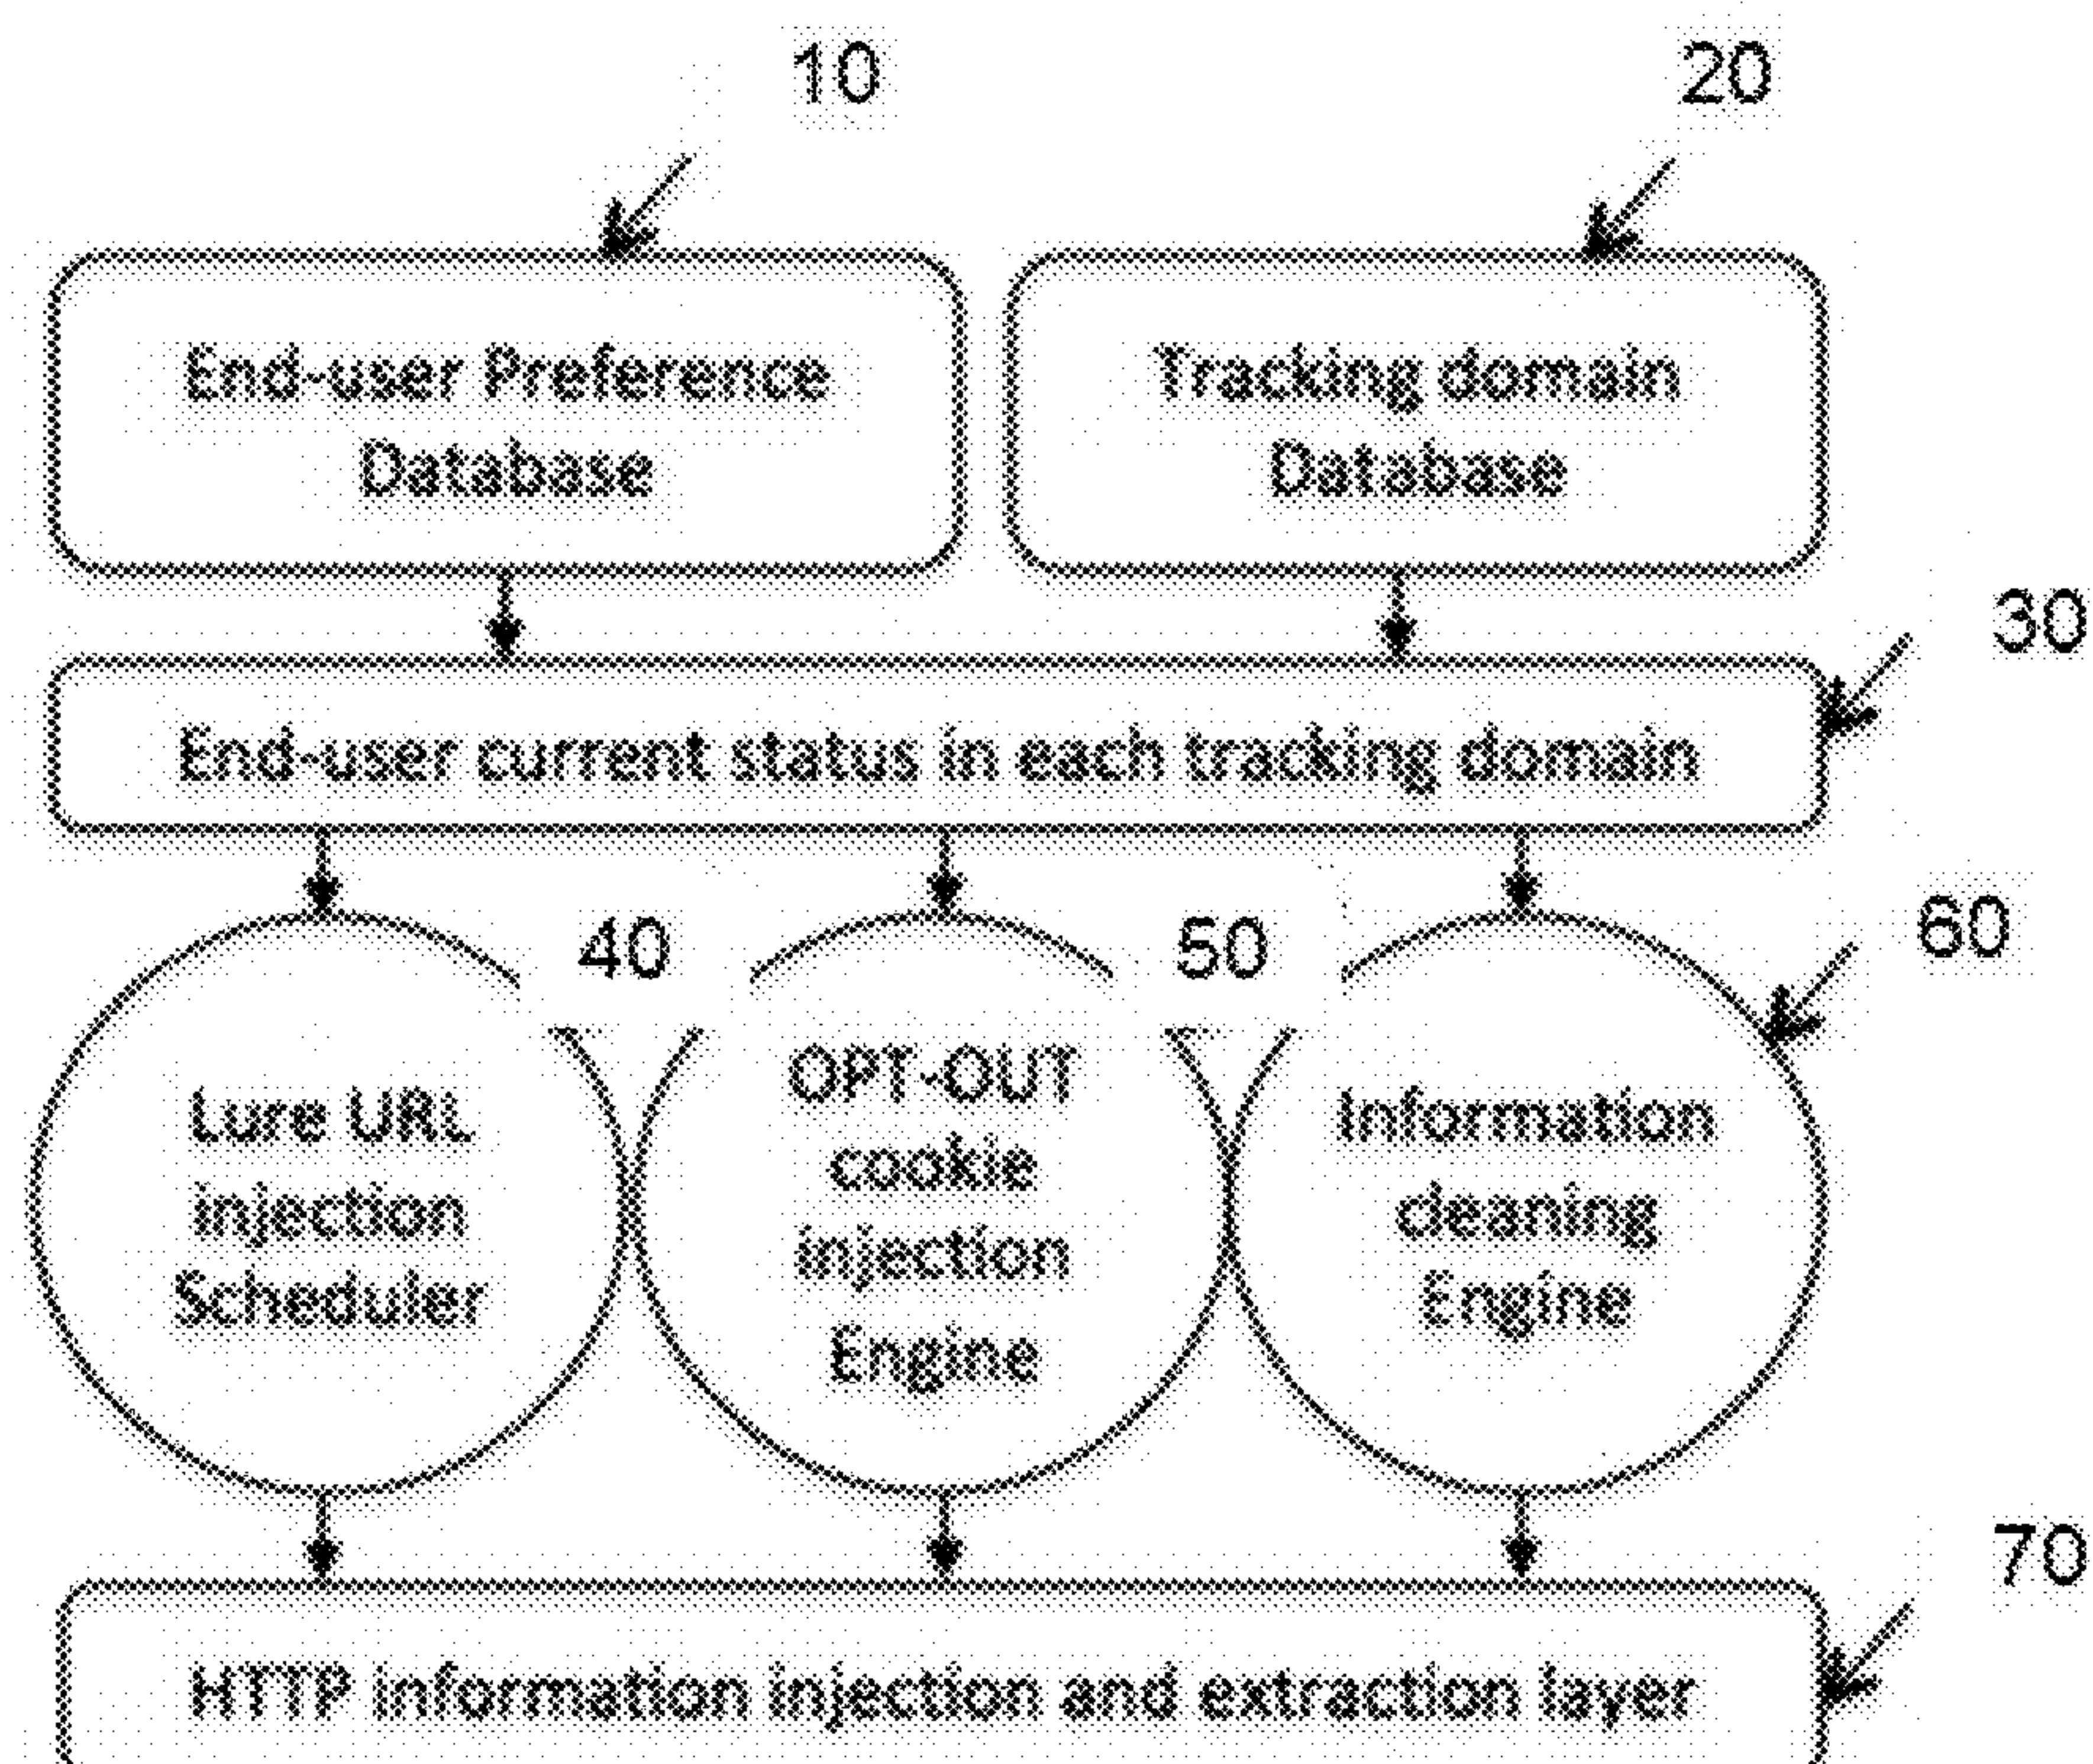 10
20
End-user Preference
Database
Tracking domain
Database
30
End-user current status in each tracking domain
40
50
60
Lure URL
injection
Scheduler
OPT-OUT
cookie
injection
Engine
Information
cleaning
Engine
70
HTTP information injection and extraction layer